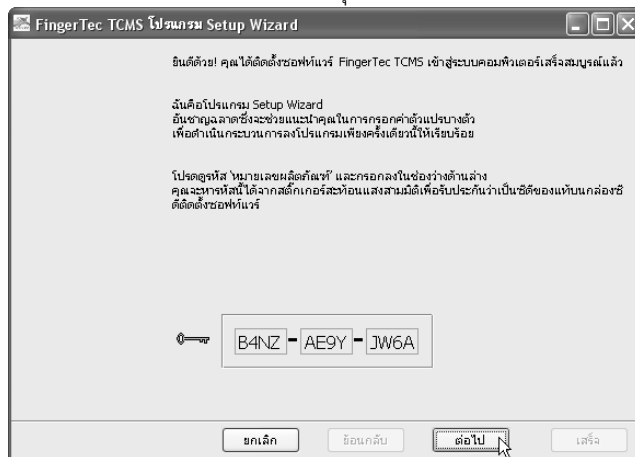 FingerTec TCMS โปรแกรม Setup Wizard
ยินดีด้วย! คุณได้ติดตั้งซอฟท์แวร์ FingerTec TCMS เข้าสู่ระบบคอมพิวเตอร์เสร็จสมบูรณ์แล้ว
ฉันคือโปรแกรม Setup Wizard
อันชาญฉลาดซึ่งจะช่วยแนะนำคุณในการกรอกค่าตัวแปรบางตัว
เพื่อดำเนินกระบวนการลงโปรแกรมเพียงครั้งเดียวนี้ให้เรียบร้อย
โปรดดูรหัส 'หมายเลขผลิตภัณฑ์' และกรอกลงในช่องว่างด้านล่าง
คุณจะหารหัสนี้ได้จากสติ๊กเกอร์สะท้อนแสงสามมิติเพื่อรับประกันว่าเป็นซีดีของแท้บนกล่องซี
ดีติดตั้งซอฟท์แวร์
B4NZ - AE9Y - JW6A
ยกเลิก ย้อนกลับ ต่อไป เสร็จ